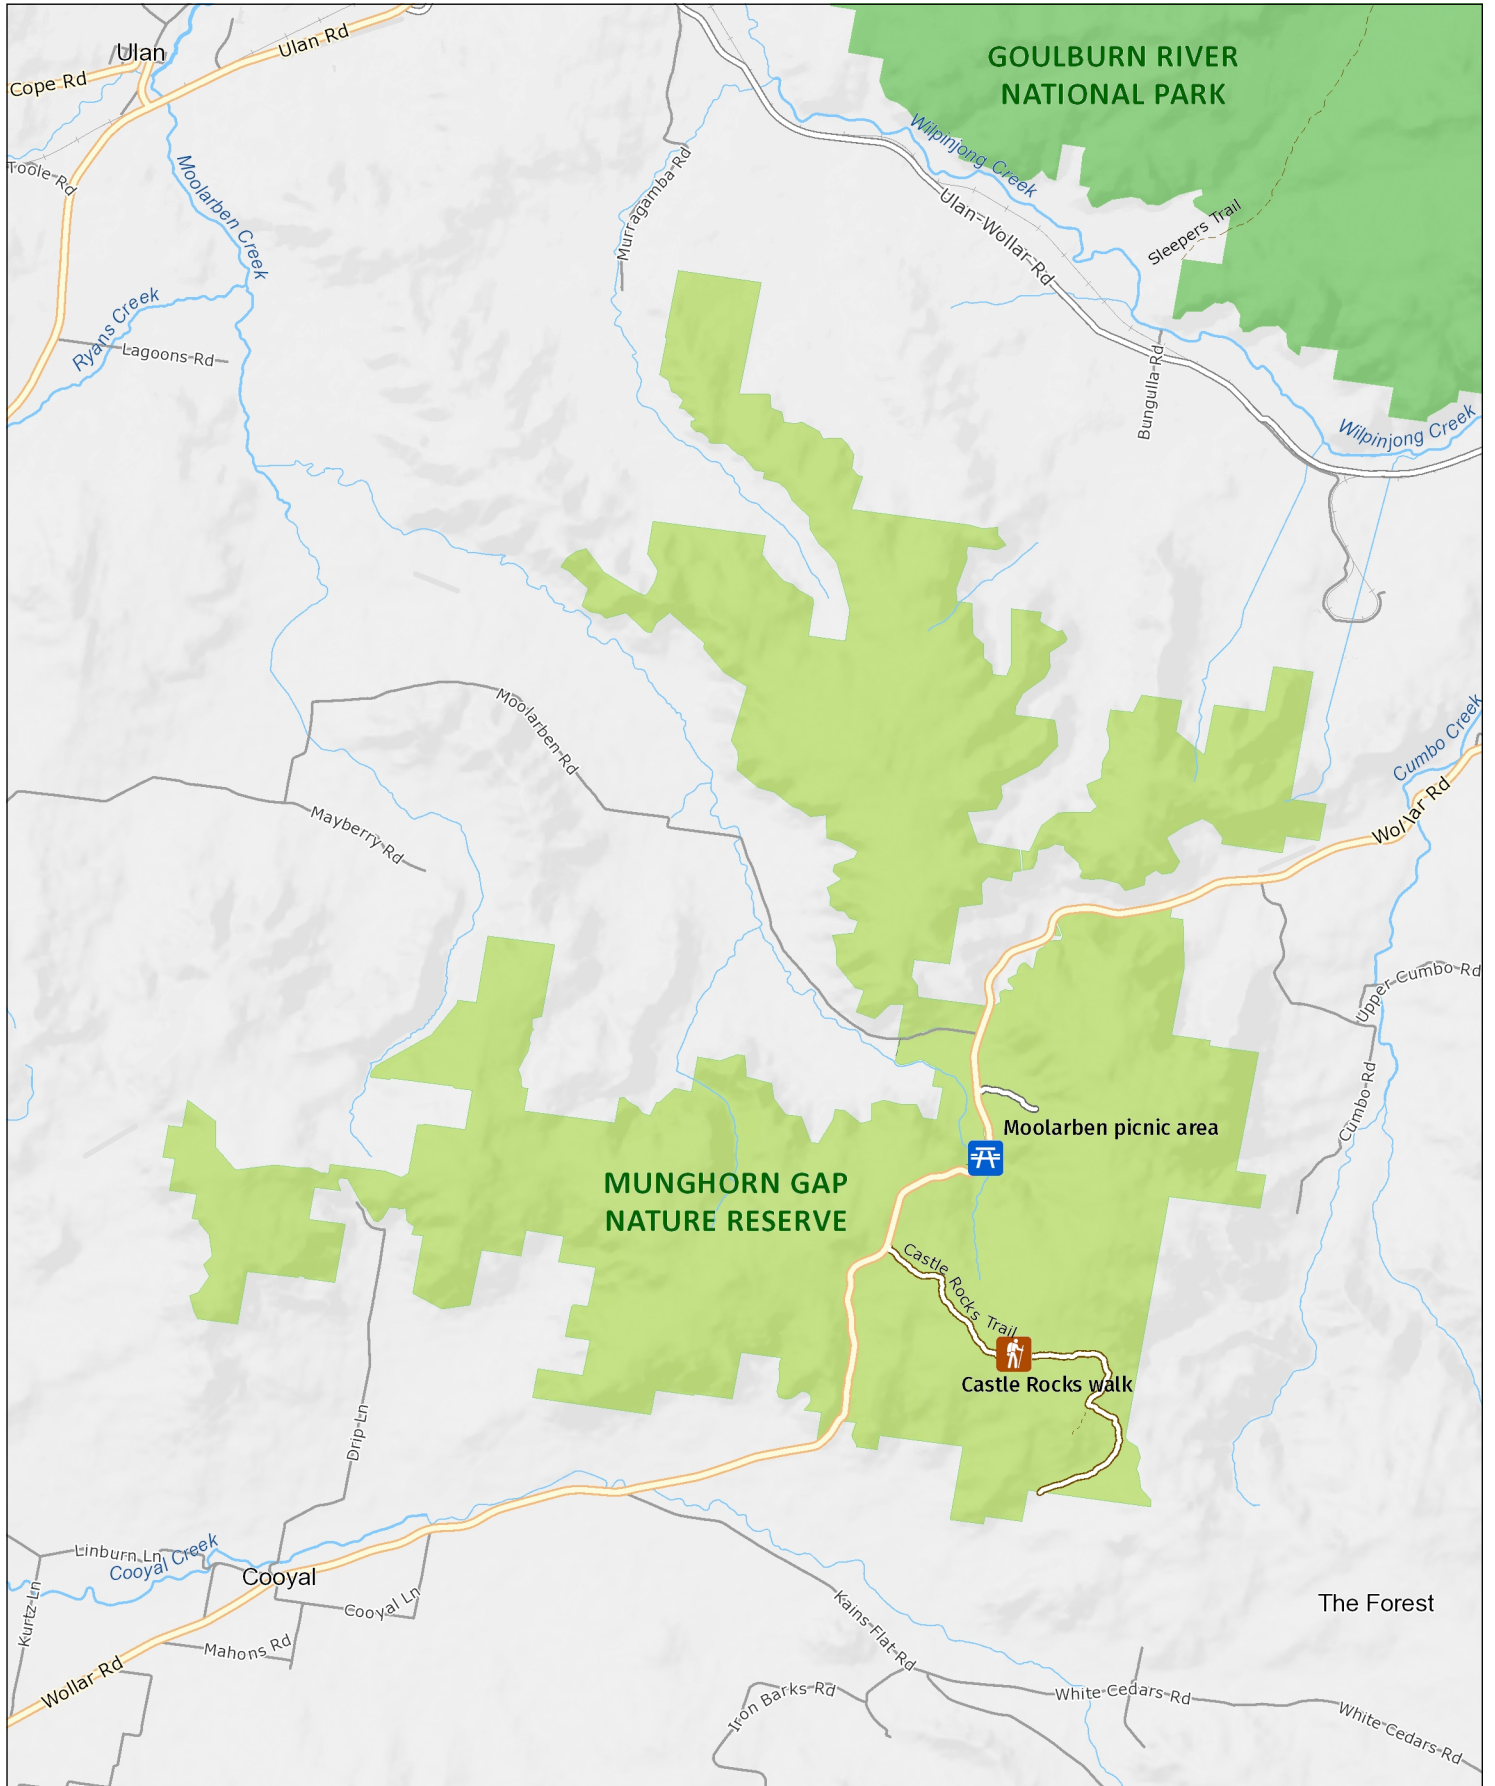 GOULBURN RIVER
NATIONAL PARK
Ulan
Ulan Rd
Cope Rd
Wilpinjong Creek
Toole Rd
Moolarben Creek
Murragamba Rd
Ulan-Wollar Rd
Sleepers Trail
Ryans Creek
Lagoons Rd
Bungulla Rd
Wilpinjong Creek
Moolarben Rd
Cumbo Creek
Mayberry Rd
Wollar Rd
Upper Cumbo Rd
Cumbo Rd
Moolarben picnic area
MUNGHORN GAP
NATURE RESERVE
Castle Rocks Trail
Castle Rocks walk
Drip Ln
Linburn Ln
Cooyal Creek
Cooyal
Kurtz Ln
Cooyal Ln
Kains Flat Rd
The Forest
Mahons Rd
Wollar Rd
Iron Barks Rd
White Cedars Rd
White Cedars Rd